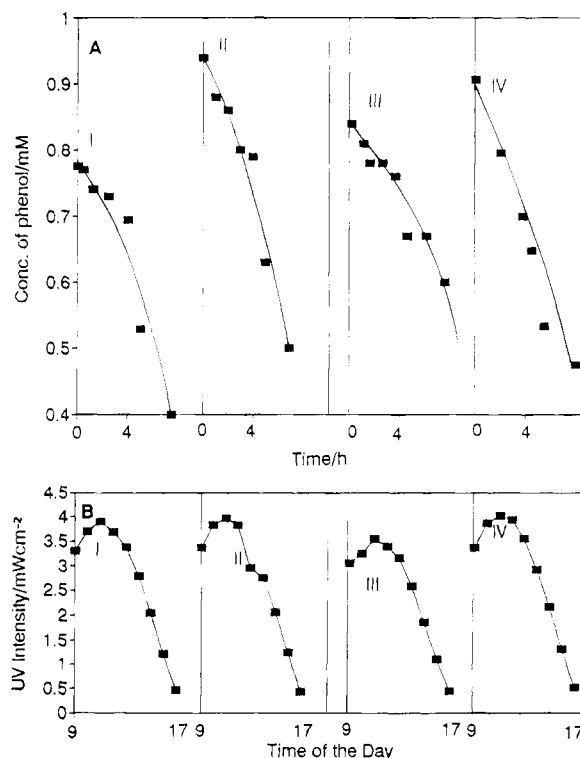 A
I
II
III
IV
1
0.9
0.8
0.7
0.6
0.5
0.4
Conc. of phenol/mM
0 4 0 4 0 4 0 4
Time/h
B
I
II
III
IV
4.5
4
3.5
3
2.5
2
1.5
1
0.5
0
UV Intensity/mWcm⁻²
9 17 9 9 17 9 17
Time of the Day